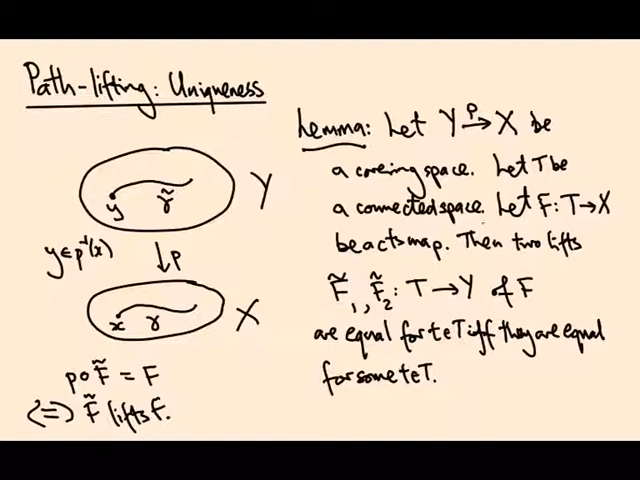 Path-lifting: Uniqueness
Y
y
γ̃
y ∈ p⁻¹(x)
↓ p
X
x
γ
p∘F̃ = F
(=) F̃ lifts F.
Lemma: Let Y →ᵖ X be
a covering space. Let T be
a connected space. Let F: T → X
be a cts map. Then two lifts
F̃₁, F̃₂: T → Y of F
are equal for t ∈ T iff they are equal
for some t ∈ T.